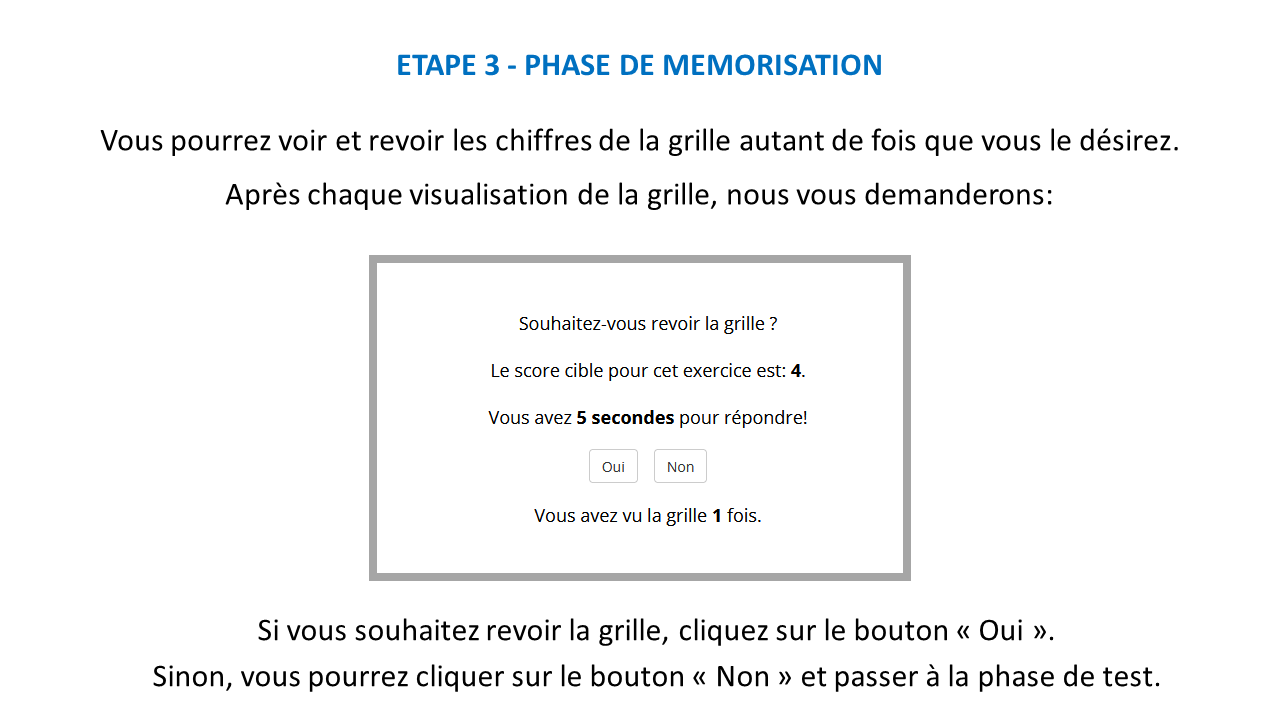 ETAPE 3 - PHASE DE MEMORISATION
Vous pourrez voir et revoir les chiffres de la grille autant de fois que vous le désirez.
Après chaque visualisation de la grille, nous vous demanderons:
Souhaitez-vous revoir la grille ?
Le score cible pour cet exercice est: 4.
Vous avez 5 secondes pour répondre!
Oui Non
Vous avez vu la grille 1 fois.
Si vous souhaitez revoir la grille, cliquez sur le bouton « Oui ».
Sinon, vous pourrez cliquer sur le bouton « Non » et passer à la phase de test.